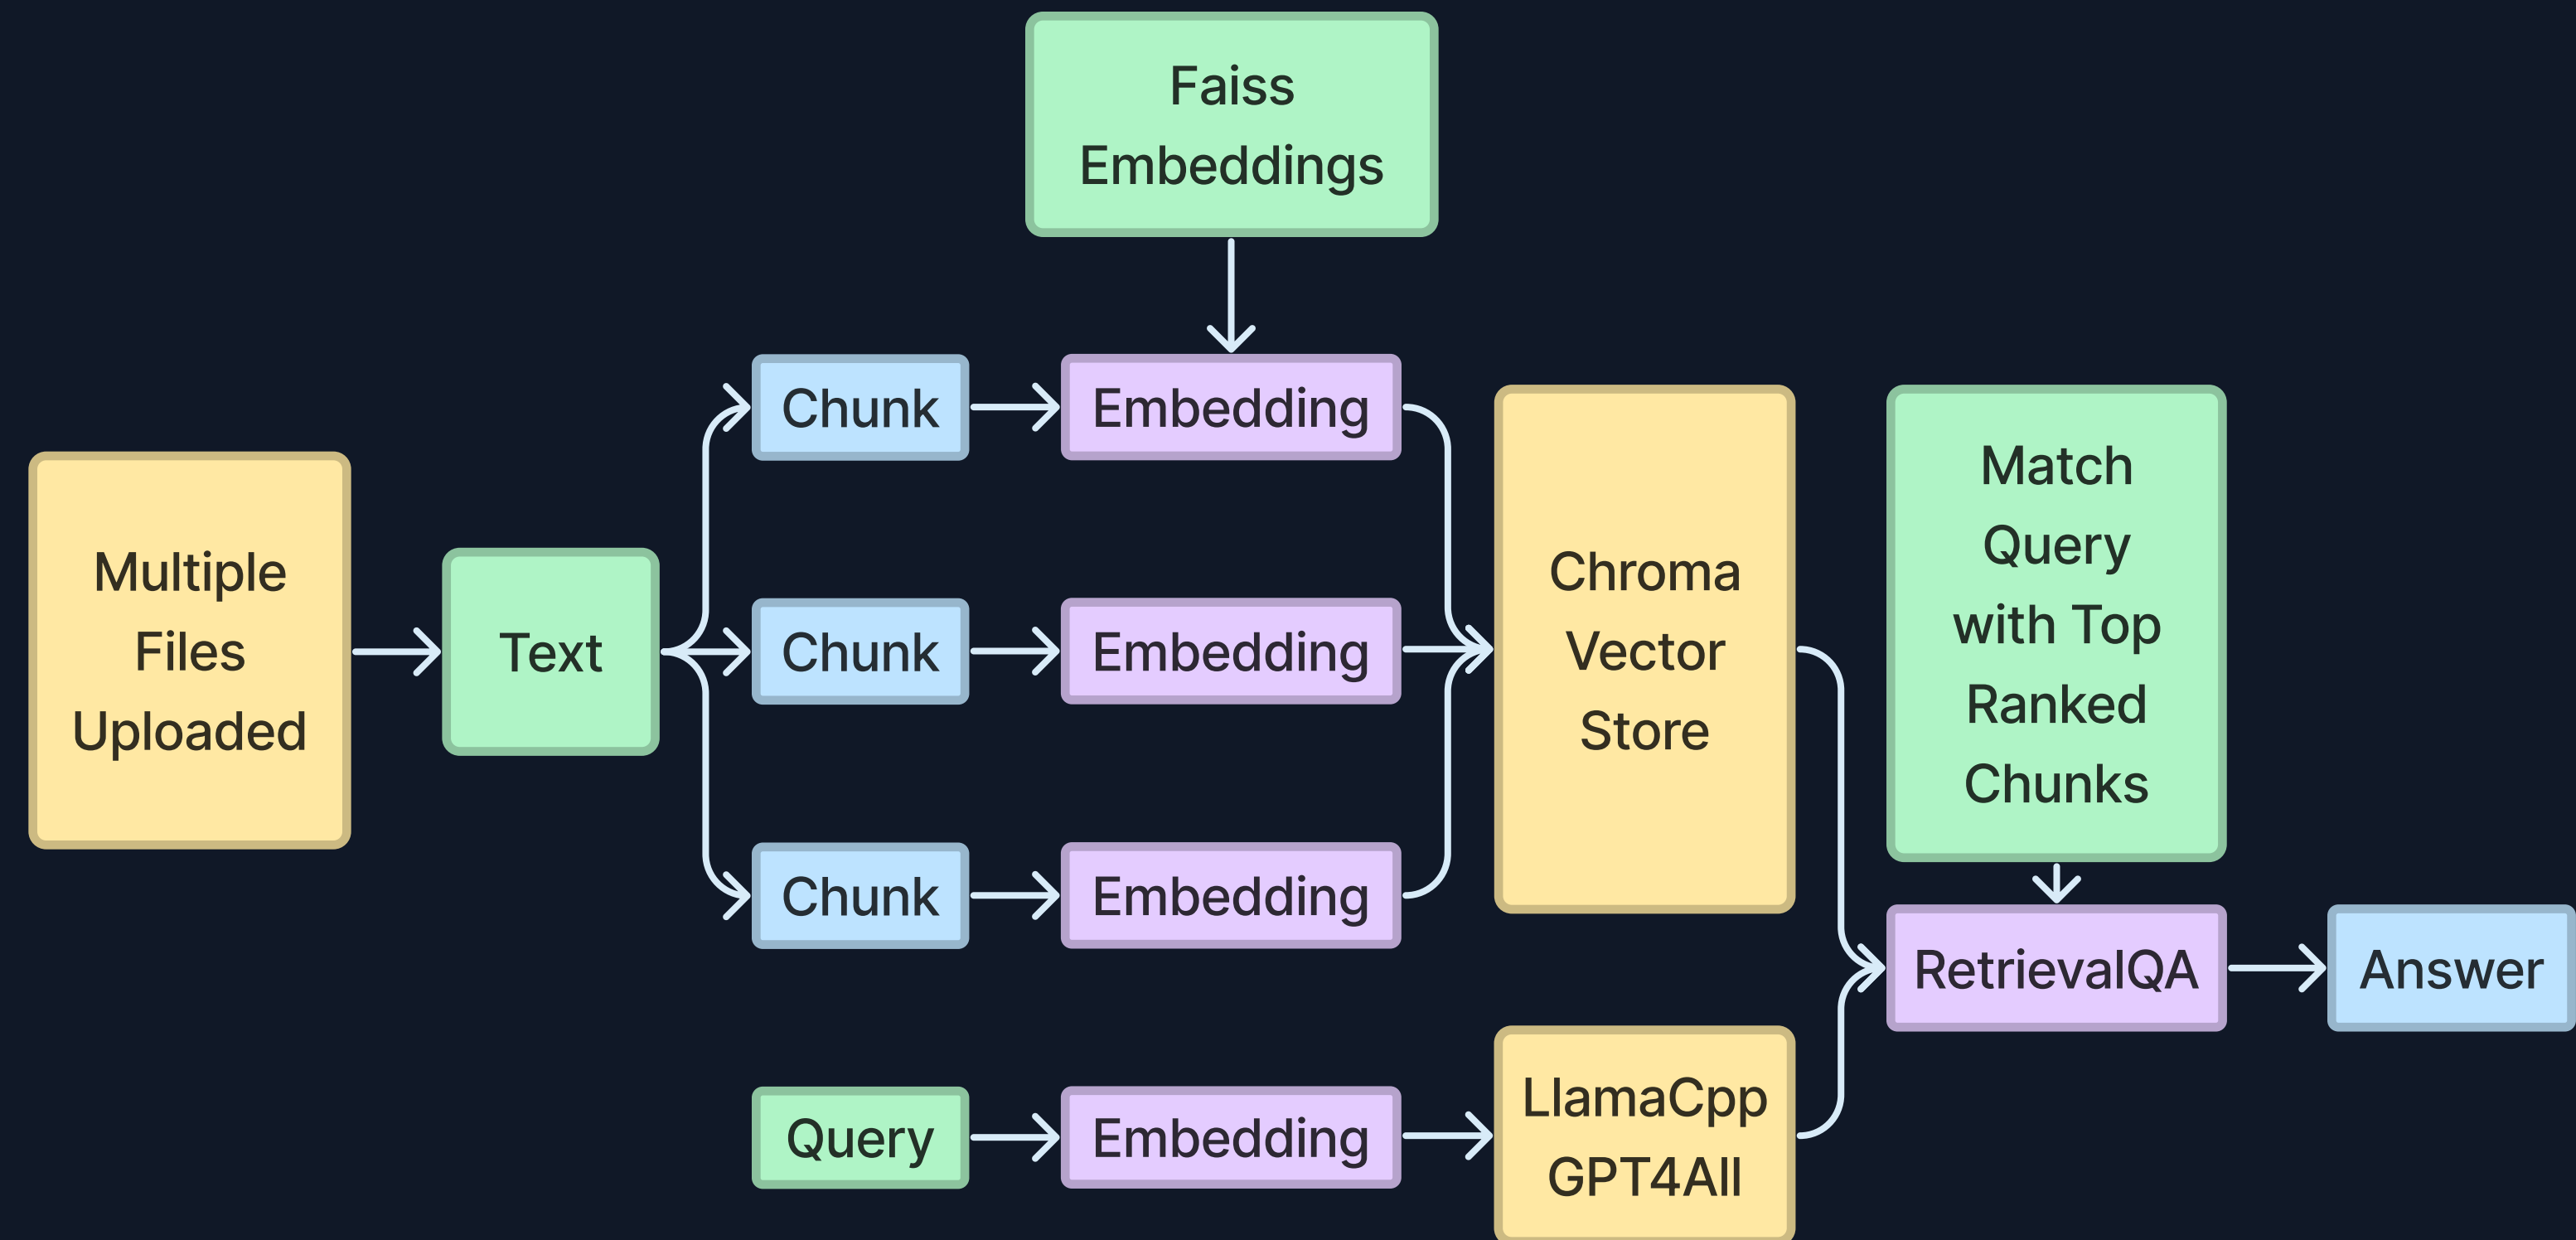 Faiss
Embeddings
Multiple
Files
Uploaded
Text
Chunk
Embedding
Chunk
Embedding
Chunk
Embedding
Chroma
Vector
Store
Match
Query
with Top
Ranked
Chunks
RetrievalQA
Answer
Query
Embedding
LlamaCpp
GPT4All